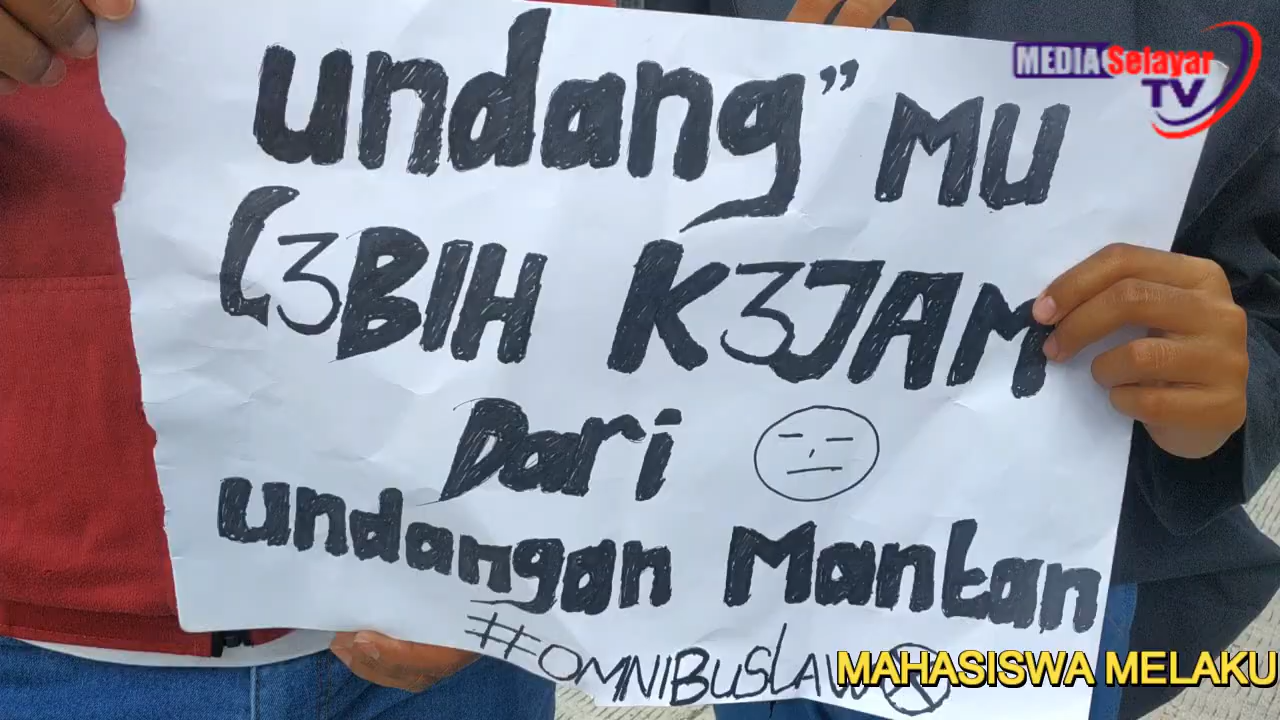 undang" MU
L3BIH K3JAM
Dari
undangan Mantan
#OMNIBUSLAW
MEDIA Selayar
TV
MAHASISWA MELAKU